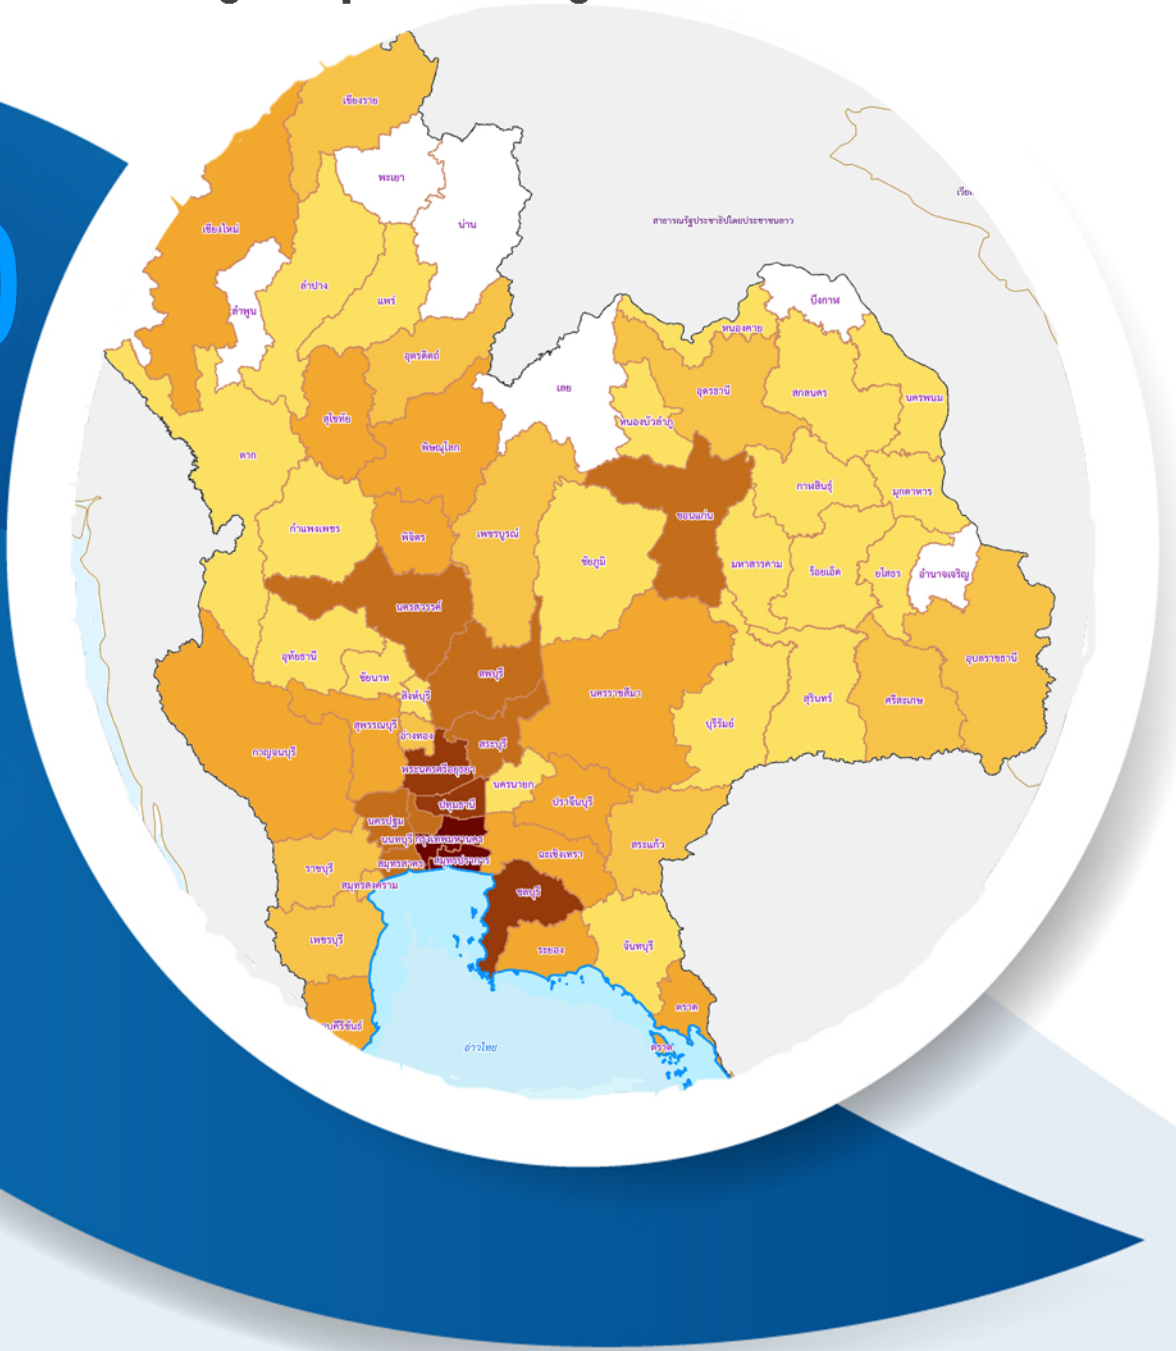 เชียงราย
พะเยา
น่าน
สาธารณรัฐประชาธิปไตยประชาชนลาว
เชียงใหม่
ลำปาง
แพร่
บึงกาฬ
ลำพูน
หนองคาย
อุตรดิตถ์
เลย
อุดรธานี
สกลนคร
นครพนม
สุโขทัย
หนองบัวลำภู
พิษณุโลก
ตาก
กาฬสินธุ์
มุกดาหาร
ขอนแก่น
กำแพงเพชร
พิจิตร
เพชรบูรณ์
ชัยภูมิ
มหาสารคาม
ร้อยเอ็ด
ยโสธร
อำนาจเจริญ
นครสวรรค์
อุทัยธานี
ชัยนาท
ลพบุรี
อุบลราชธานี
สิงห์บุรี
นครราชสีมา
สุรินทร์
ศรีสะเกษ
บุรีรัมย์
สุพรรณบุรี
อ่างทอง
สระบุรี
กาญจนบุรี
พระนครศรีอยุธยา
นครนายก
ปทุมธานี
ปราจีนบุรี
นครปฐม
นนทบุรี
กรุงเทพมหานคร
สระแก้ว
ฉะเชิงเทรา
สมุทรสาคร
สมุทรปราการ
ราชบุรี
สมุทรสงคราม
ชลบุรี
เพชรบุรี
ระยอง
จันทบุรี
ตราด
อ่าวไทย
ตราด